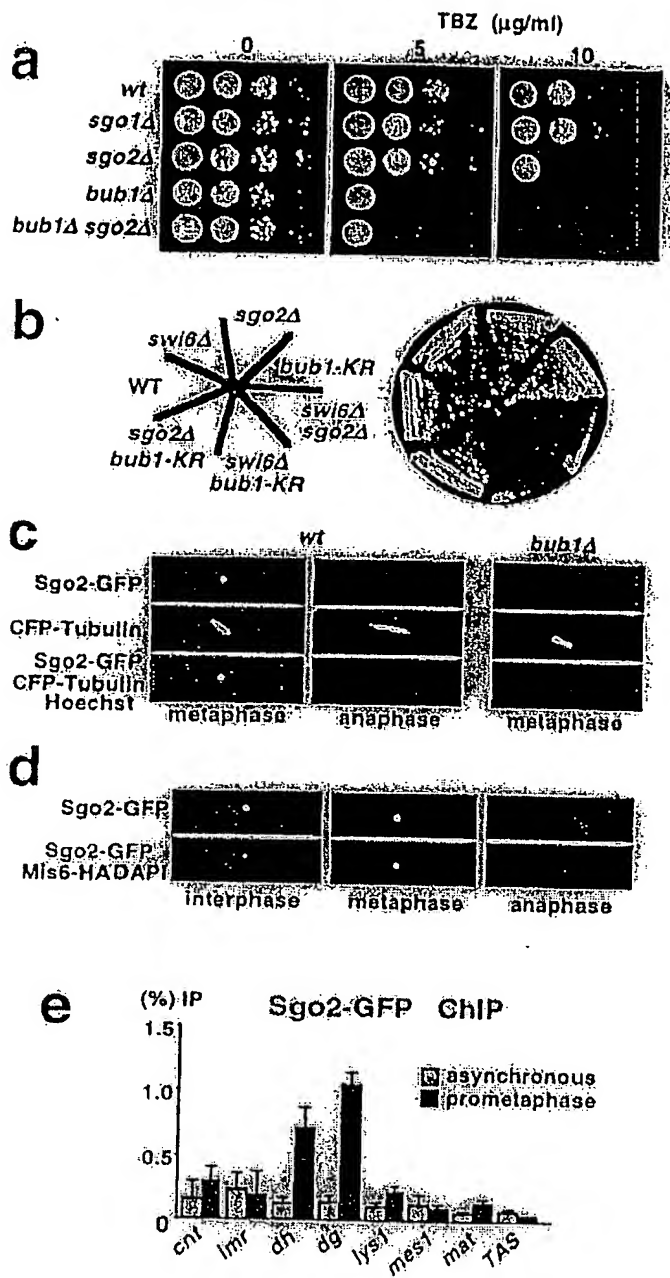 TBZ (µg/ml)
a
0 5 10
wt
sgo1Δ
sgo2Δ
bub1Δ
bub1Δ sgo2Δ
b
sgo2Δ
swi6Δ
bub1-KR
WT
swi6Δ
sgo2Δ
sgo2Δ
bub1-KR
swi6Δ
bub1-KR
c
wt bub1Δ
Sgo2-GFP
CFP-Tubulin
Sgo2-GFP
CFP-Tubulin
Hoechst
metaphase anaphase metaphase
d
Sgo2-GFP
Sgo2-GFP
Mis6-HADAPI
interphase metaphase anaphase
e
(%) IP Sgo2-GFP ChIP
1.5
asynchronous
prometaphase
1.0
0.5
0
cnt imr dh dg lys1 mes1 mat TAS